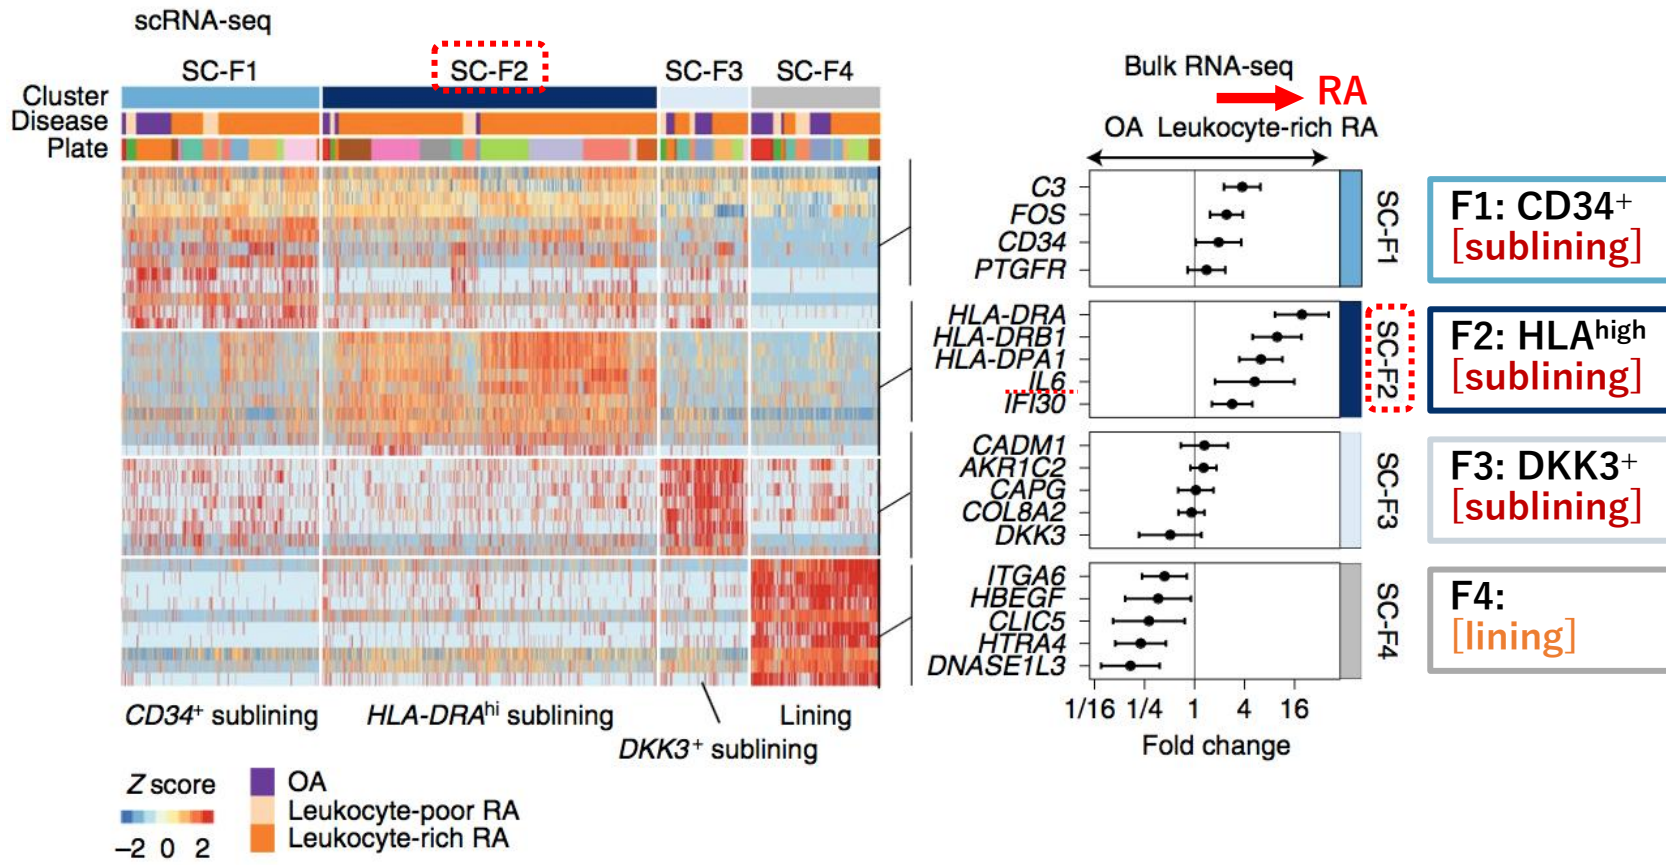 scRNA-seq
SC-F1
SC-F2
SC-F3
SC-F4
Cluster
Disease
Plate
CD34+ sublining
HLA-DRAhi sublining
DKK3+ sublining
Lining
Z score
–2 0 2
OA
Leukocyte-poor RA
Leukocyte-rich RA
Bulk RNA-seq
RA
OA Leukocyte-rich RA
C3
FOS
CD34
PTGFR
SC-F1
HLA-DRA
HLA-DRB1
HLA-DPA1
IL6
IFI30
SC-F2
CADM1
AKR1C2
CAPG
COL8A2
DKK3
SC-F3
ITGA6
HBEGF
CLIC5
HTRA4
DNASE1L3
SC-F4
1/16 1/4 1 4 16
Fold change
F1: CD34+
[sublining]
F2: HLAhigh
[sublining]
F3: DKK3+
[sublining]
F4:
[lining]